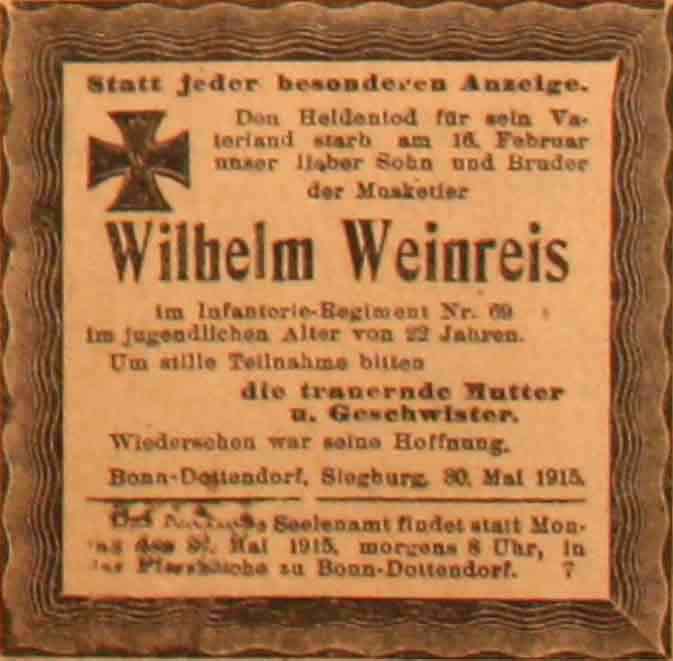 Statt jeder besonderen Anzeige.
Den Heldentod für sein Va-
terland starb am 16. Februar
unser lieber Sohn und Bruder
der Musketier
Wilhelm Weinreis
im Infanterie-Regiment Nr. 69
im jugendlichen Alter von 22 Jahren.
Um stille Teilnahme bitten
die trauernde Mutter
u. Geschwister.
Wiedersehen war seine Hoffnung.
Bonn-Dottendorf, Siegburg, 30. Mai 1915.
Seelenamt findet statt Mon-
Mai 1915, morgens 8 Uhr, in
Pfarrkirche zu Bonn-Dottendorf. 7